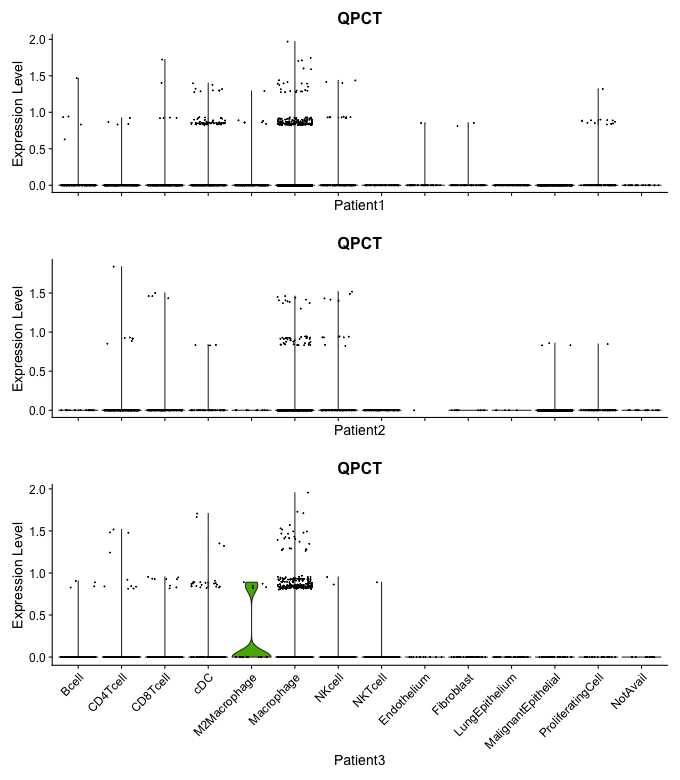 QPCT
Expression Level
2.0
1.5
1.0
0.5
0.0
Patient1
QPCT
Expression Level
1.5
1.0
0.5
0.0
Patient2
QPCT
Expression Level
2.0
1.5
1.0
0.5
0.0
Bcell
CD4Tcell
CD8Tcell
cDC
M2Macrophage
Macrophage
NKcell
NKTcell
Endothelium
Fibroblast
LungEpithelium
MalignantEpithelial
ProliferatingCell
NotAvail
Patient3